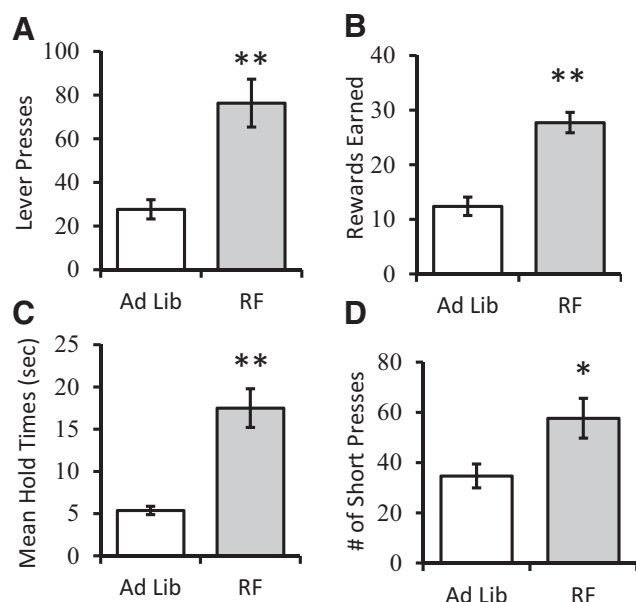 A
Lever Presses
100
80
60
40
20
0
**
Ad Lib RF
B
Rewards Earned
40
30
20
10
0
**
Ad Lib RF
C
Mean Hold Times (sec)
25
20
15
10
5
0
**
Ad Lib RF
D
# of Short Presses
80
60
40
20
0
*
Ad Lib RF